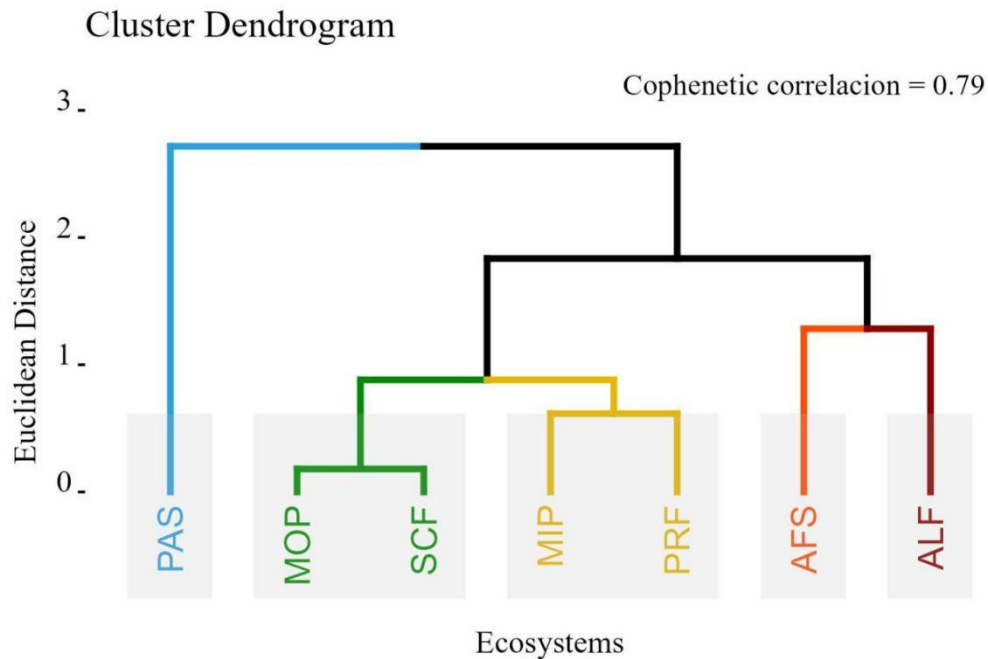 Cluster Dendrogram
Cophenetic correlacion = 0.79
Euclidean Distance
3
2
1
0
PAS
MOP
SCF
MIP
PRF
AFS
ALF
Ecosystems